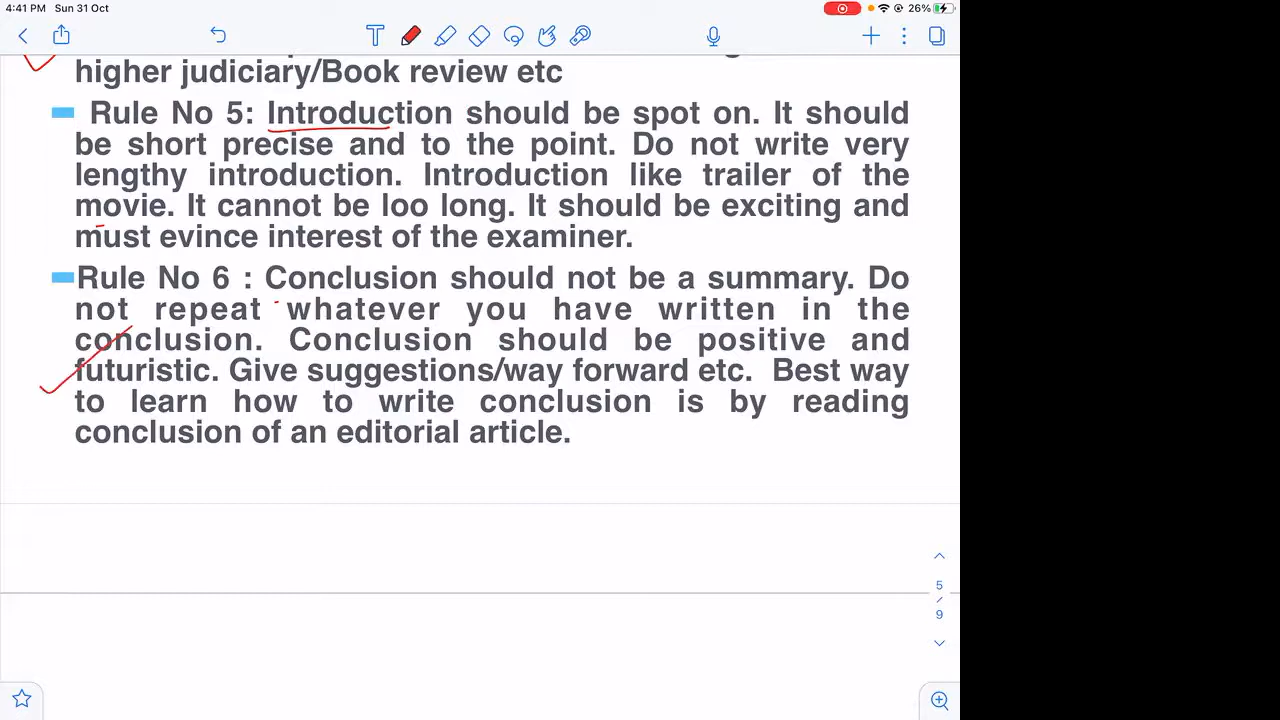 4:41 PM Sun 31 Oct
26%
higher judiciary/Book review etc
Rule No 5: Introduction should be spot on. It should
be short precise and to the point. Do not write very
lengthy introduction. Introduction like trailer of the
movie. It cannot be loo long. It should be exciting and
must evince interest of the examiner.
Rule No 6 : Conclusion should not be a summary. Do
not repeat whatever you have written in the
conclusion. Conclusion should be positive and
futuristic. Give suggestions/way forward etc. Best way
to learn how to write conclusion is by reading
conclusion of an editorial article.
5
/
9